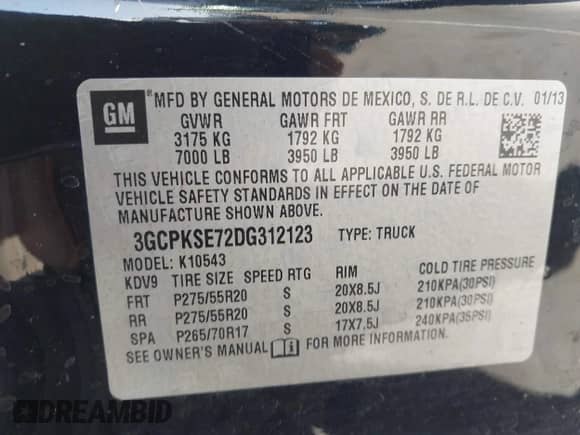 GM
® MFD BY GENERAL MOTORS DE MEXICO, S. DE R.L. DE C.V. 01/13
GVWR GAWR FRT GAWR RR
3175 KG 1792 KG 1792 KG
7000 LB 3950 LB 3950 LB
THIS VEHICLE CONFORMS TO ALL APPLICABLE U.S. FEDERAL MOTOR
VEHICLE SAFETY STANDARDS IN EFFECT ON THE DATE OF
MANUFACTURE SHOWN ABOVE.
3GCPKSE72DG312123 TYPE: TRUCK
MODEL: K10543
KDV9 TIRE SIZE SPEED RTG RIM COLD TIRE PRESSURE
FRT P275/55R20 S 20X8.5J 210KPA(30PSI)
RR P275/55R20 S 20X8.5J 210KPA(30PSI)
SPA P265/70R17 S 17X7.5J 240KPA(35PSI)
SEE OWNER'S MANUAL FOR MORE INFORMATION.
DREAMBID